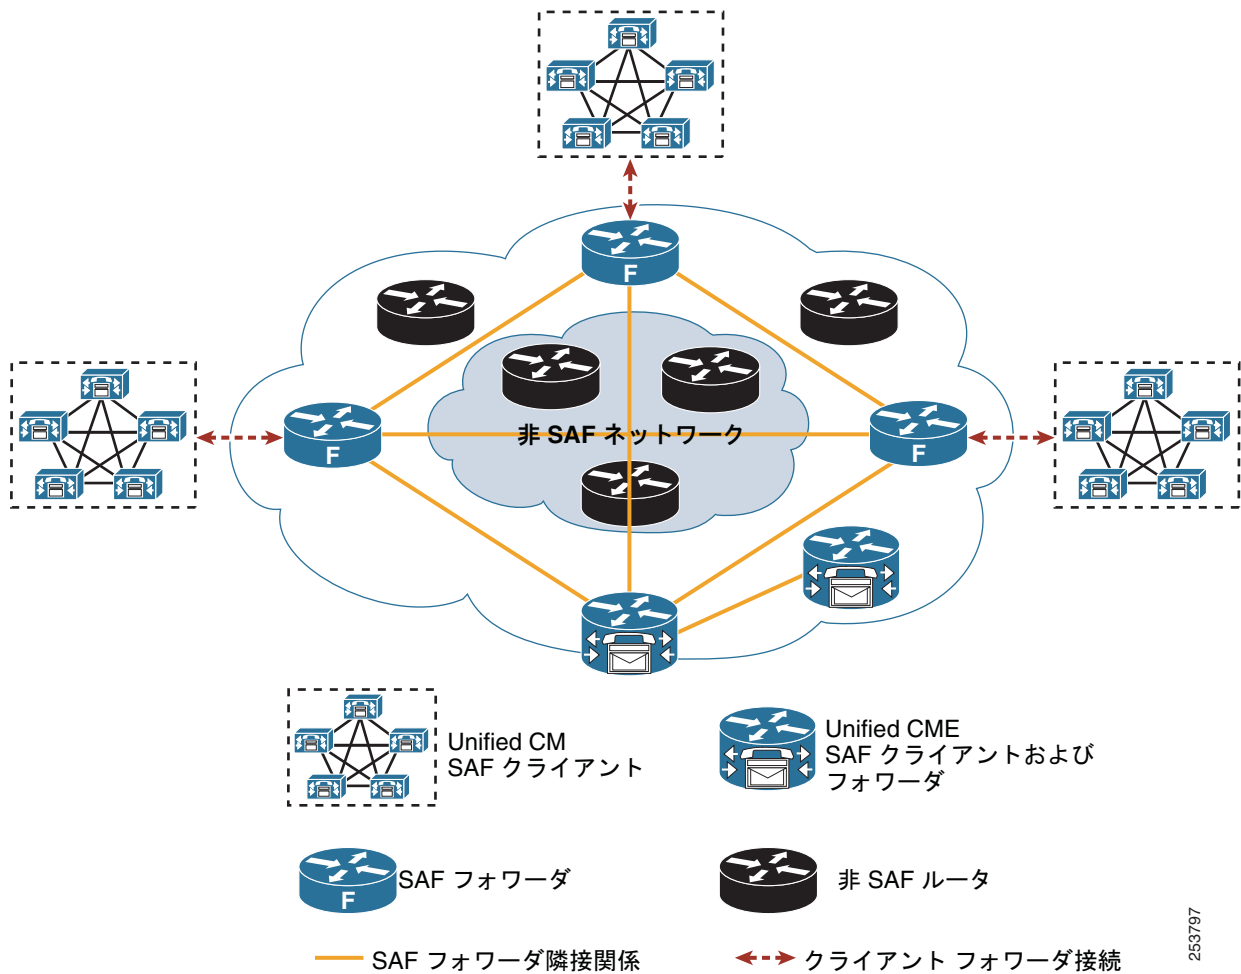 F
F
非 SAF ネットワーク
F
Unified CM
SAF クライアント
Unified CME
SAF クライアントおよび
フォワーダ
F
SAF フォワーダ
非 SAF ルータ
SAF フォワーダ隣接関係
クライアント フォワーダ接続
253797